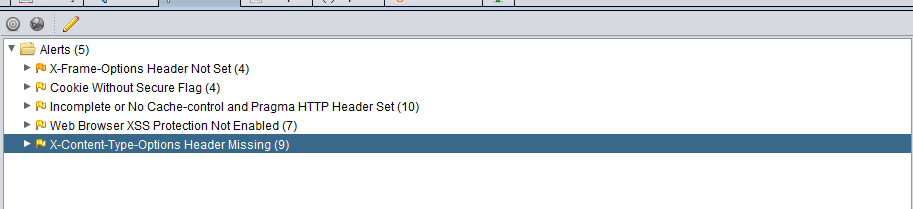 Alerts (5)
X-Frame-Options Header Not Set (4)
Cookie Without Secure Flag (4)
Incomplete or No Cache-control and Pragma HTTP Header Set (10)
Web Browser XSS Protection Not Enabled (7)
X-Content-Type-Options Header Missing (9)